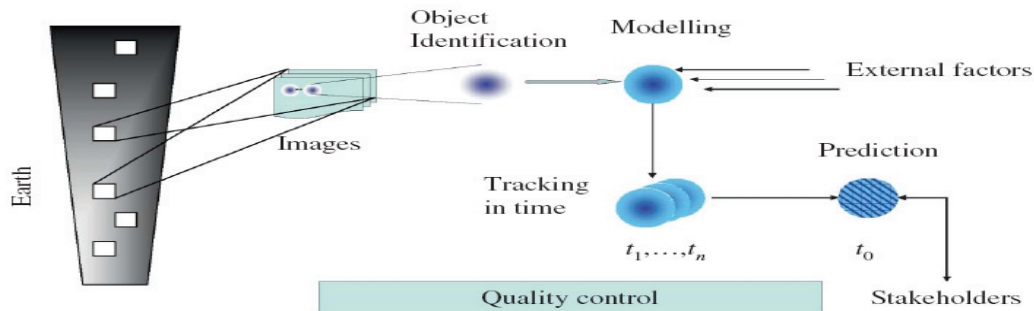 Object
Identification
Modelling
External factors
Earth
Images
Tracking
in time
Prediction
t₁,…,tₙ
t₀
Quality control
Stakeholders